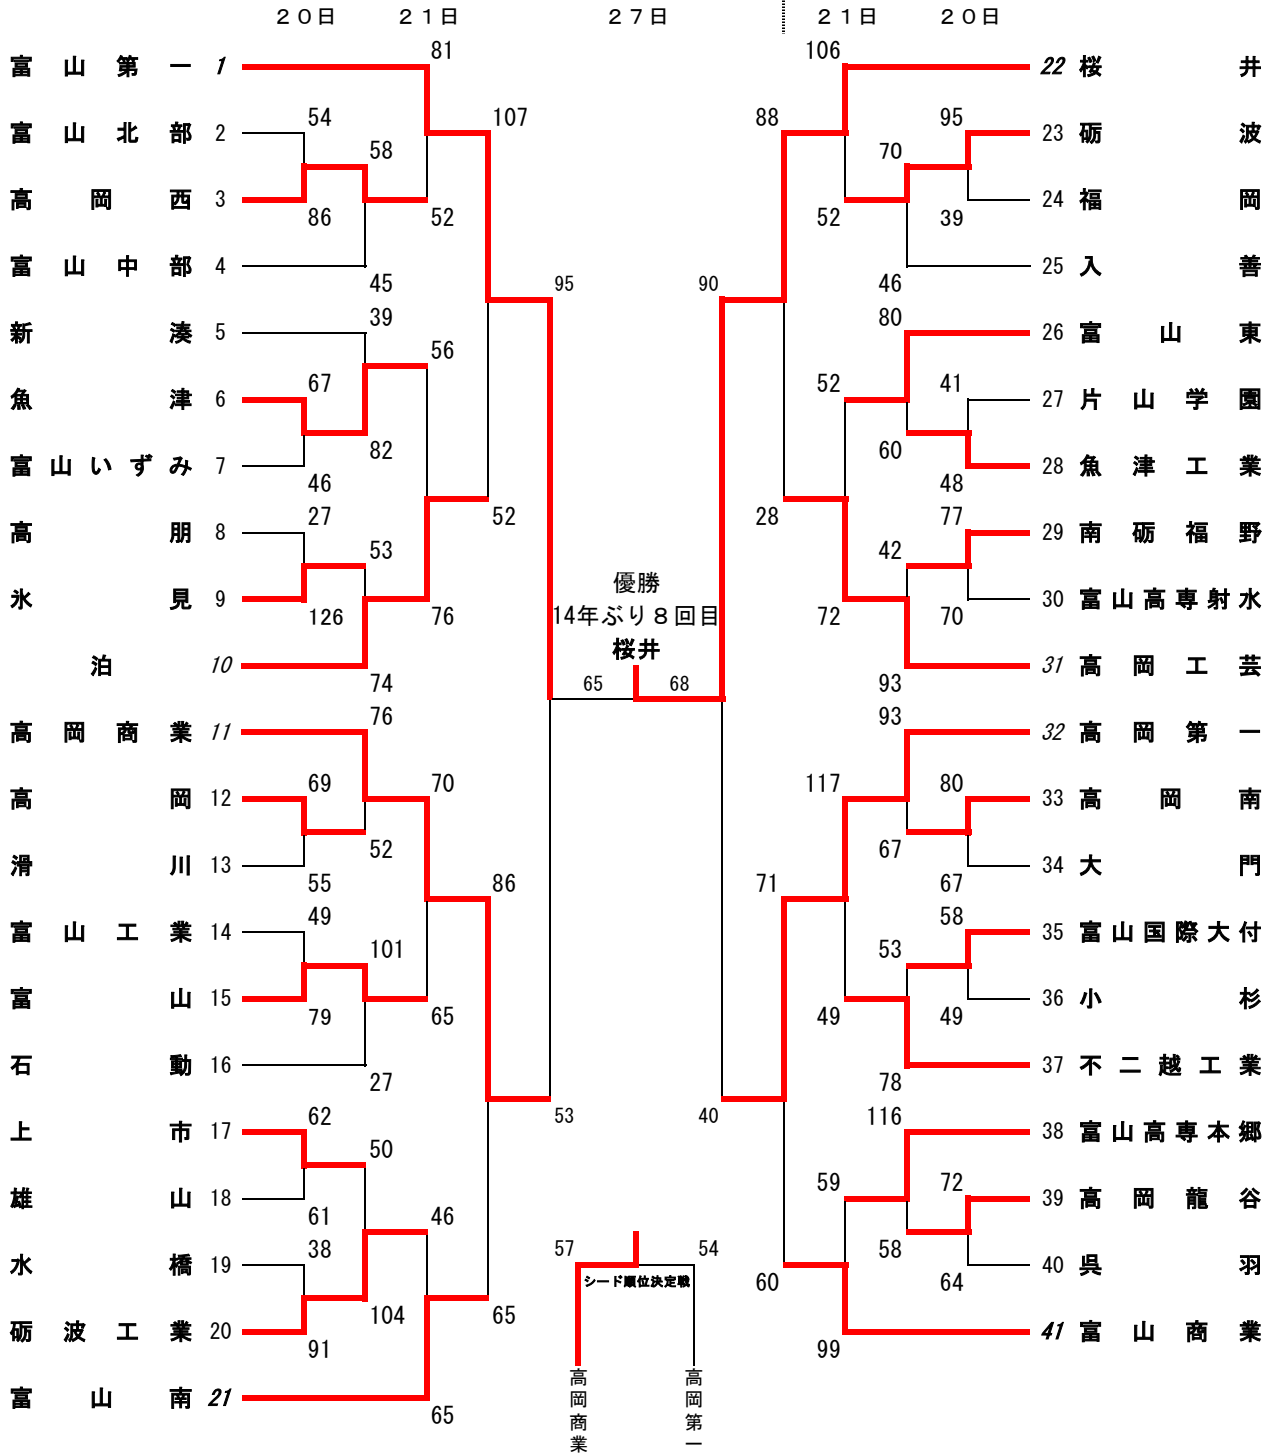 20日 21日 27日 21日 20日
81 106
富山第一 1 22 桜井
107 88
54 95
富山北部 2 23 砺波
58 70
高岡西 3 24 福岡
86 52 52 39
富山中部 4 25 入善
45 95 90 46
39 80
新湊 5 26 富山東
56 52
67 41
魚津 6 27 片山学園
82 60
富山いずみ 7 28 魚津工業
46 48
27 52 28 77
高朋 8 29 南砺福野
53 42
優勝
氷見 9 30 富山高専射水
126 76 14年ぶり8回目 72 70
桜井
泊 10 31 高岡工芸
74 65 68 93
76 93
高岡商業 11 32 高岡第一
69 70 117 80
高岡 12 33 高岡南
52 67
滑川 13 34 大門
55 86 71 67
49 58
富山工業 14 35 富山国際大付
101 53
富山 15 36 小杉
79 65 49 49
石動 16 37 不二越工業
27 78
62 53 40 116
上市 17 38 富山高専本郷
50 59
雄山 18 39 高岡龍谷
61 46 72
38 57 54 58
水橋 19 40 呉羽
シード順位決定戦
104 65 60 64
砺波工業 20 41 富山商業
91 99
富山南 21
65
高岡商業 高岡第一